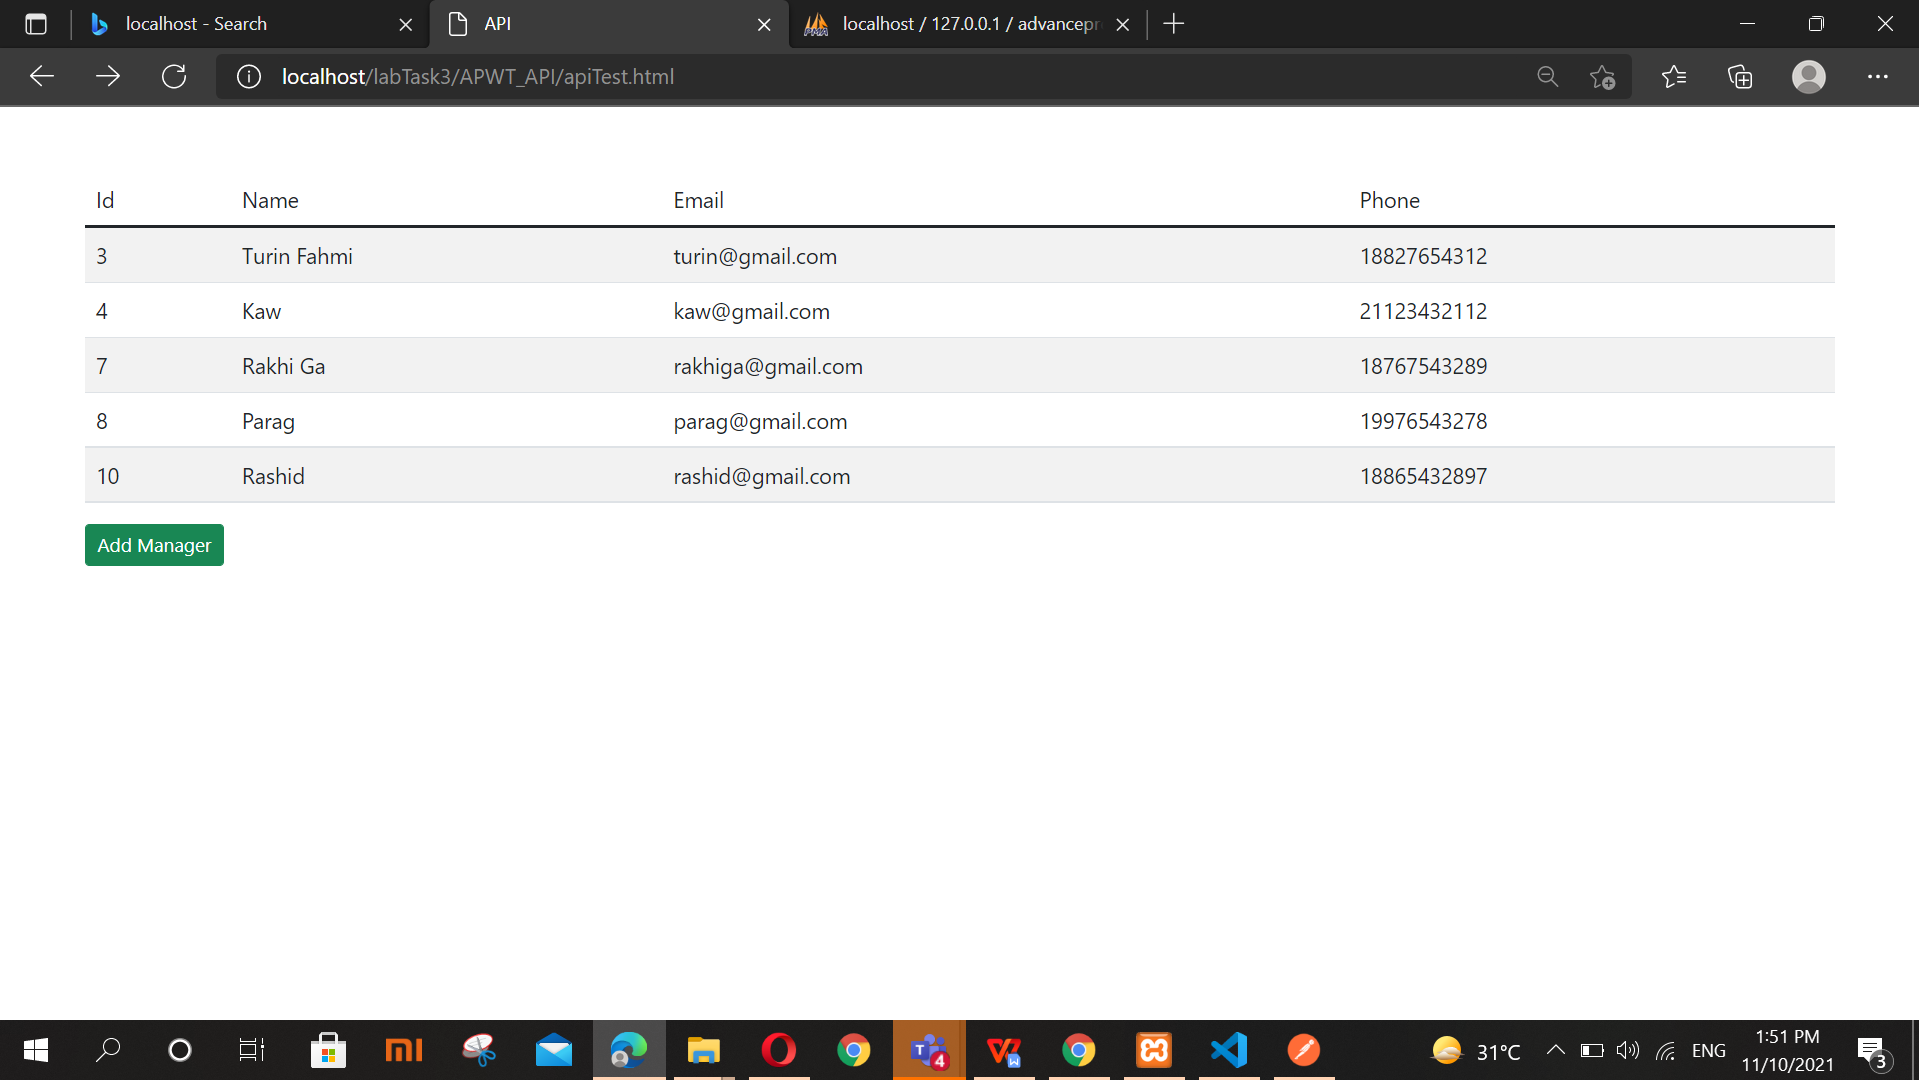 localhost - Search
API
localhost / 127.0.0.1 / advancepr
localhost/labTask3/APWT_API/apiTest.html
Id Name Email Phone
3 Turin Fahmi turin@gmail.com 18827654312
4 Kaw kaw@gmail.com 21123432112
7 Rakhi Ga rakhiga@gmail.com 18767543289
8 Parag parag@gmail.com 19976543278
10 Rashid rashid@gmail.com 18865432897
Add Manager
31°C
ENG
1:51 PM
11/10/2021
4
3